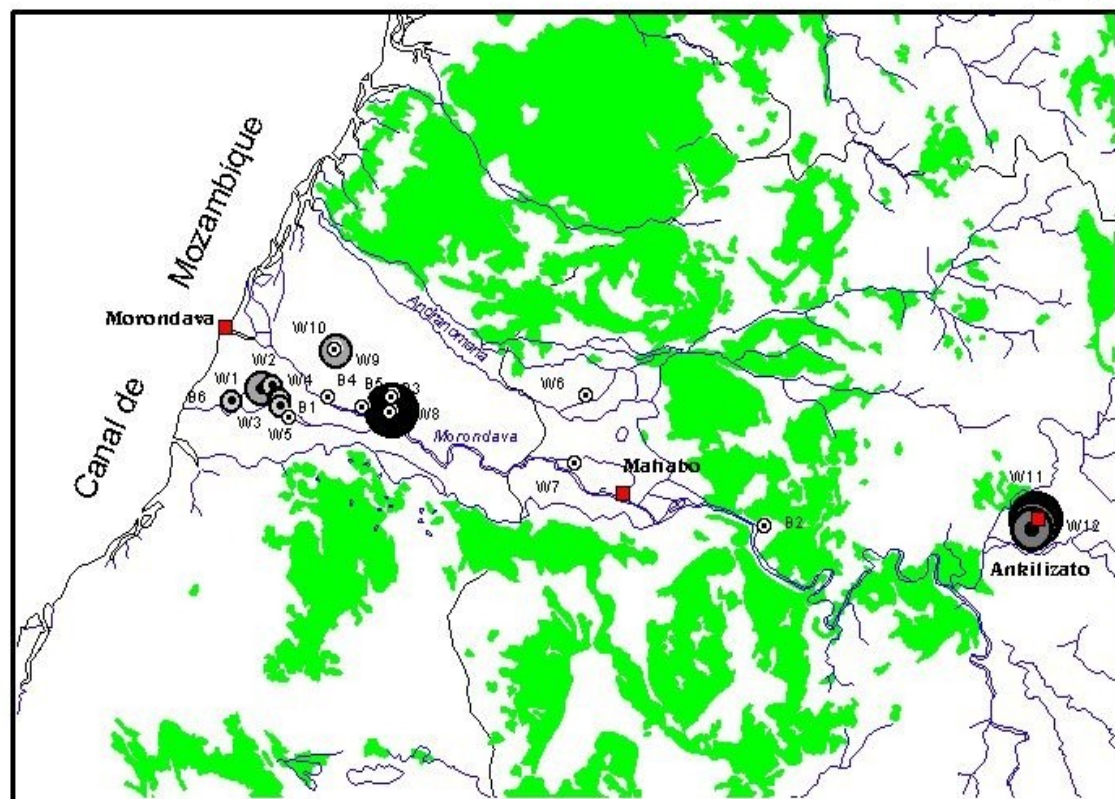 Canal de Mozambique
Andranomena
Morondava
W10
W9
W2
W1
W4
B4
B5
B3
W6
B6
W3
B1
W8
W5
Morondava
Mahabo
W7
W11
B2
W12
Ankilizato